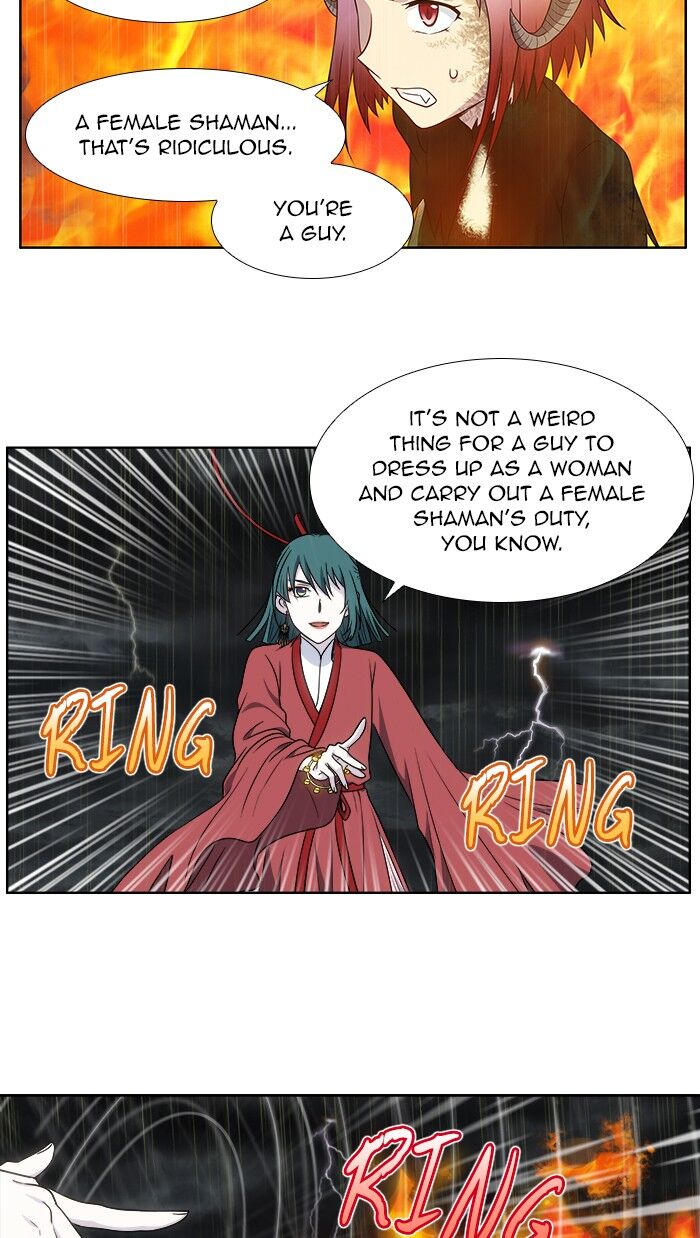 A FEMALE SHAMAN...
THAT'S RIDICULOUS.
YOU'RE
A GUY.
IT'S NOT A WEIRD
THING FOR A GUY TO
DRESS UP AS A WOMAN
AND CARRY OUT A FEMALE
SHAMAN'S DUTY,
YOU KNOW.
RING
RING
RING